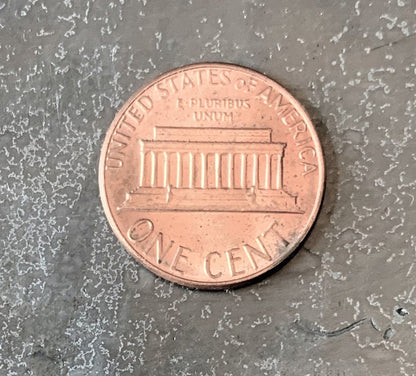 UNITED STATES OF AMERICA
E PLURIBUS
UNUM
ONE CENT